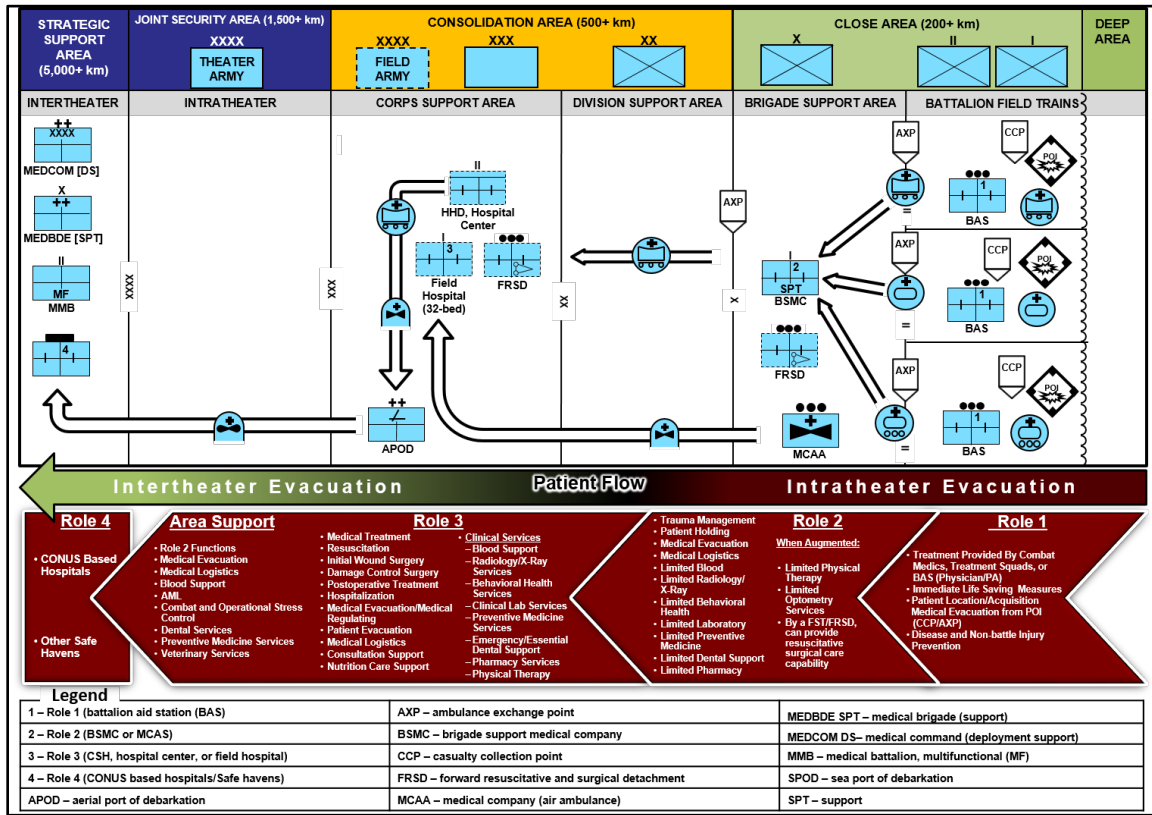 STRATEGIC
SUPPORT
AREA
(5,000+ km)
JOINT SECURITY AREA (1,500+ km)
XXXX
THEATER
ARMY
CONSOLIDATION AREA (500+ km)
XXXX
FIELD
ARMY
XXX
XX
CLOSE AREA (200+ km)
X
II
I
DEEP
AREA
INTERTHEATER
INTRATHEATER
CORPS SUPPORT AREA
DIVISION SUPPORT AREA
BRIGADE SUPPORT AREA
BATTALION FIELD TRAINS
++
XXXX
MEDCOM [DS]
X
++
MEDBDE [SPT]
II
MF
MMB
4
XXXX
XXX
II
HHD, Hospital
Center
I
3
Field
Hospital
(32-bed)
FRSD
++
APOD
XX
AXP
X
I
2
SPT
BSMC
FRSD
MCAA
AXP
=
CCP
POI
1
BAS
AXP
=
CCP
POI
1
BAS
AXP
=
CCP
POI
1
BAS
Intertheater Evacuation
Patient Flow
Intratheater Evacuation
Role 4
• CONUS Based
Hospitals
• Other Safe
Havens
Area Support
• Role 2 Functions
• Medical Evacuation
• Medical Logistics
• Blood Support
• AML
• Combat and Operational Stress
Control
• Dental Services
• Preventive Medicine Services
• Veterinary Services
Role 3
• Medical Treatment
• Resuscitation
• Initial Wound Surgery
• Damage Control Surgery
• Postoperative Treatment
• Hospitalization
• Medical Evacuation/Medical
Regulating
• Patient Evacuation
• Medical Logistics
• Consultation Support
• Nutrition Care Support
• Clinical Services
–Blood Support
–Radiology/X-Ray
Services
–Behavioral Health
Services
–Clinical Lab Services
–Preventive Medicine
Services
–Emergency/Essential
Dental Support
–Pharmacy Services
–Physical Therapy
• Trauma Management
• Patient Holding
• Medical Evacuation
• Medical Logistics
• Limited Blood
• Limited Radiology/
X-Ray
• Limited Behavioral
Health
• Limited Laboratory
• Limited Preventive
Medicine
• Limited Dental Support
• Limited Pharmacy
Role 2
When Augmented:
• Limited Physical
Therapy
• Limited
Optometry
Services
• By a FST/FRSD, can
provide
resuscitative
surgical care
capability
Role 1
• Treatment Provided By Combat
Medics, Treatment Squads, or
BAS (Physician/PA)
• Immediate Life Saving Measures
• Patient Location/Acquisition
Medical Evacuation from POI
(CCP/AXP)
• Disease and Non-battle Injury
Prevention
Legend
1 – Role 1 (battalion aid station (BAS)
AXP – ambulance exchange point
MEDBDE SPT – medical brigade (support)
2 – Role 2 (BSMC or MCAS)
BSMC – brigade support medical company
MEDCOM DS– medical command (deployment support)
3 – Role 3 (CSH, hospital center, or field hospital)
CCP – casualty collection point
MMB – medical battalion, multifunctional (MF)
4 – Role 4 (CONUS based hospitals/Safe havens)
FRSD – forward resuscitative and surgical detachment
SPOD – sea port of debarkation
APOD – aerial port of debarkation
MCAA – medical company (air ambulance)
SPT – support